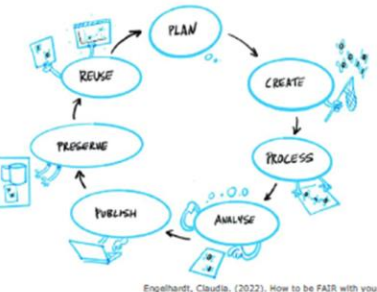 PLAN
CREATE
PROCESS
ANALYSE
PUBLISH
PRESERVE
REUSE
Engelhardt, Claudia. (2022). How to be FAIR with you